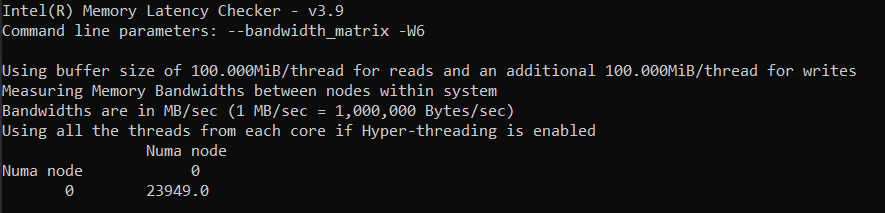 Intel(R) Memory Latency Checker - v3.9
Command line parameters: --bandwidth_matrix -W6
Using buffer size of 100.000MiB/thread for reads and an additional 100.000MiB/thread for writes
Measuring Memory Bandwidths between nodes within system
Bandwidths are in MB/sec (1 MB/sec = 1,000,000 Bytes/sec)
Using all the threads from each core if Hyper-threading is enabled
Numa node
Numa node 0
0 23949.0